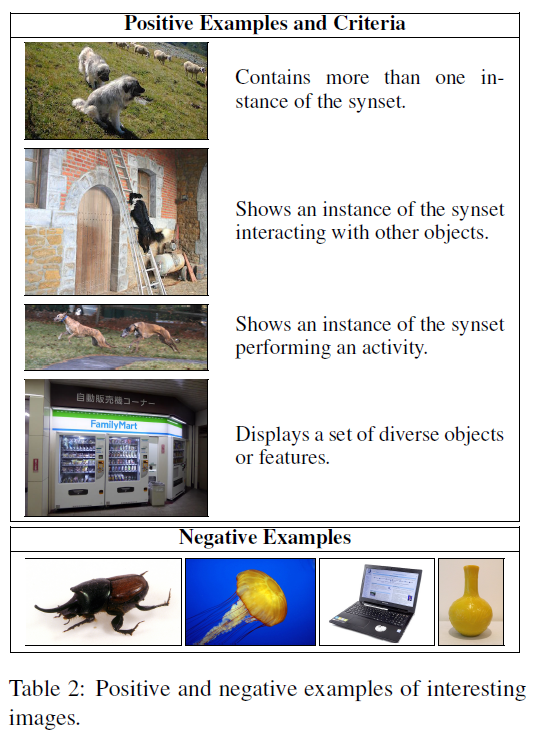 Positive Examples and Criteria
Contains more than one in-
stance of the synset.
Shows an instance of the synset
interacting with other objects.
Shows an instance of the synset
performing an activity.
自動販売機コーナー
FamilyMart
Displays a set of diverse objects
or features.
Negative Examples
Table 2: Positive and negative examples of interesting
images.